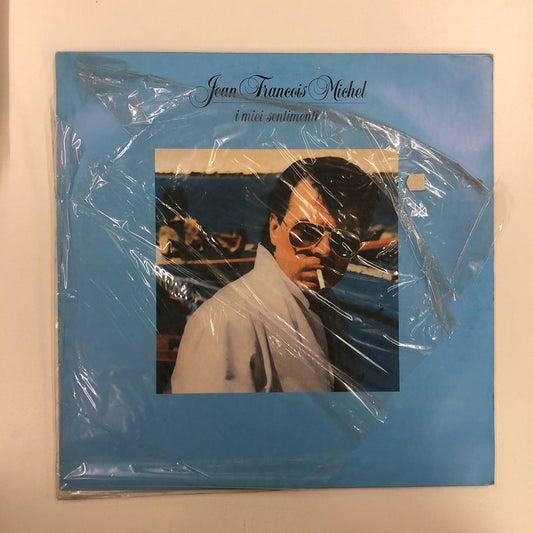 Jean Francois Michel
i miei sentimenti